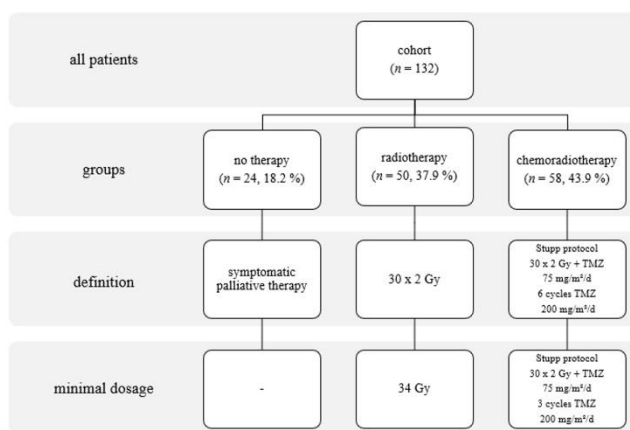 all patients
cohort
(n = 132)
groups
no therapy
(n = 24, 18.2 %)
radiotherapy
(n = 50, 37.9 %)
chemoradiotherapy
(n = 58, 43.9 %)
definition
symptomatic
palliative therapy
30 x 2 Gy
Stupp protocol
30 x 2 Gy + TMZ
75 mg/m²/d
6 cycles TMZ
200 mg/m²/d
minimal dosage
-
34 Gy
Stupp protocol
30 x 2 Gy + TMZ
75 mg/m²/d
3 cycles TMZ
200 mg/m²/d